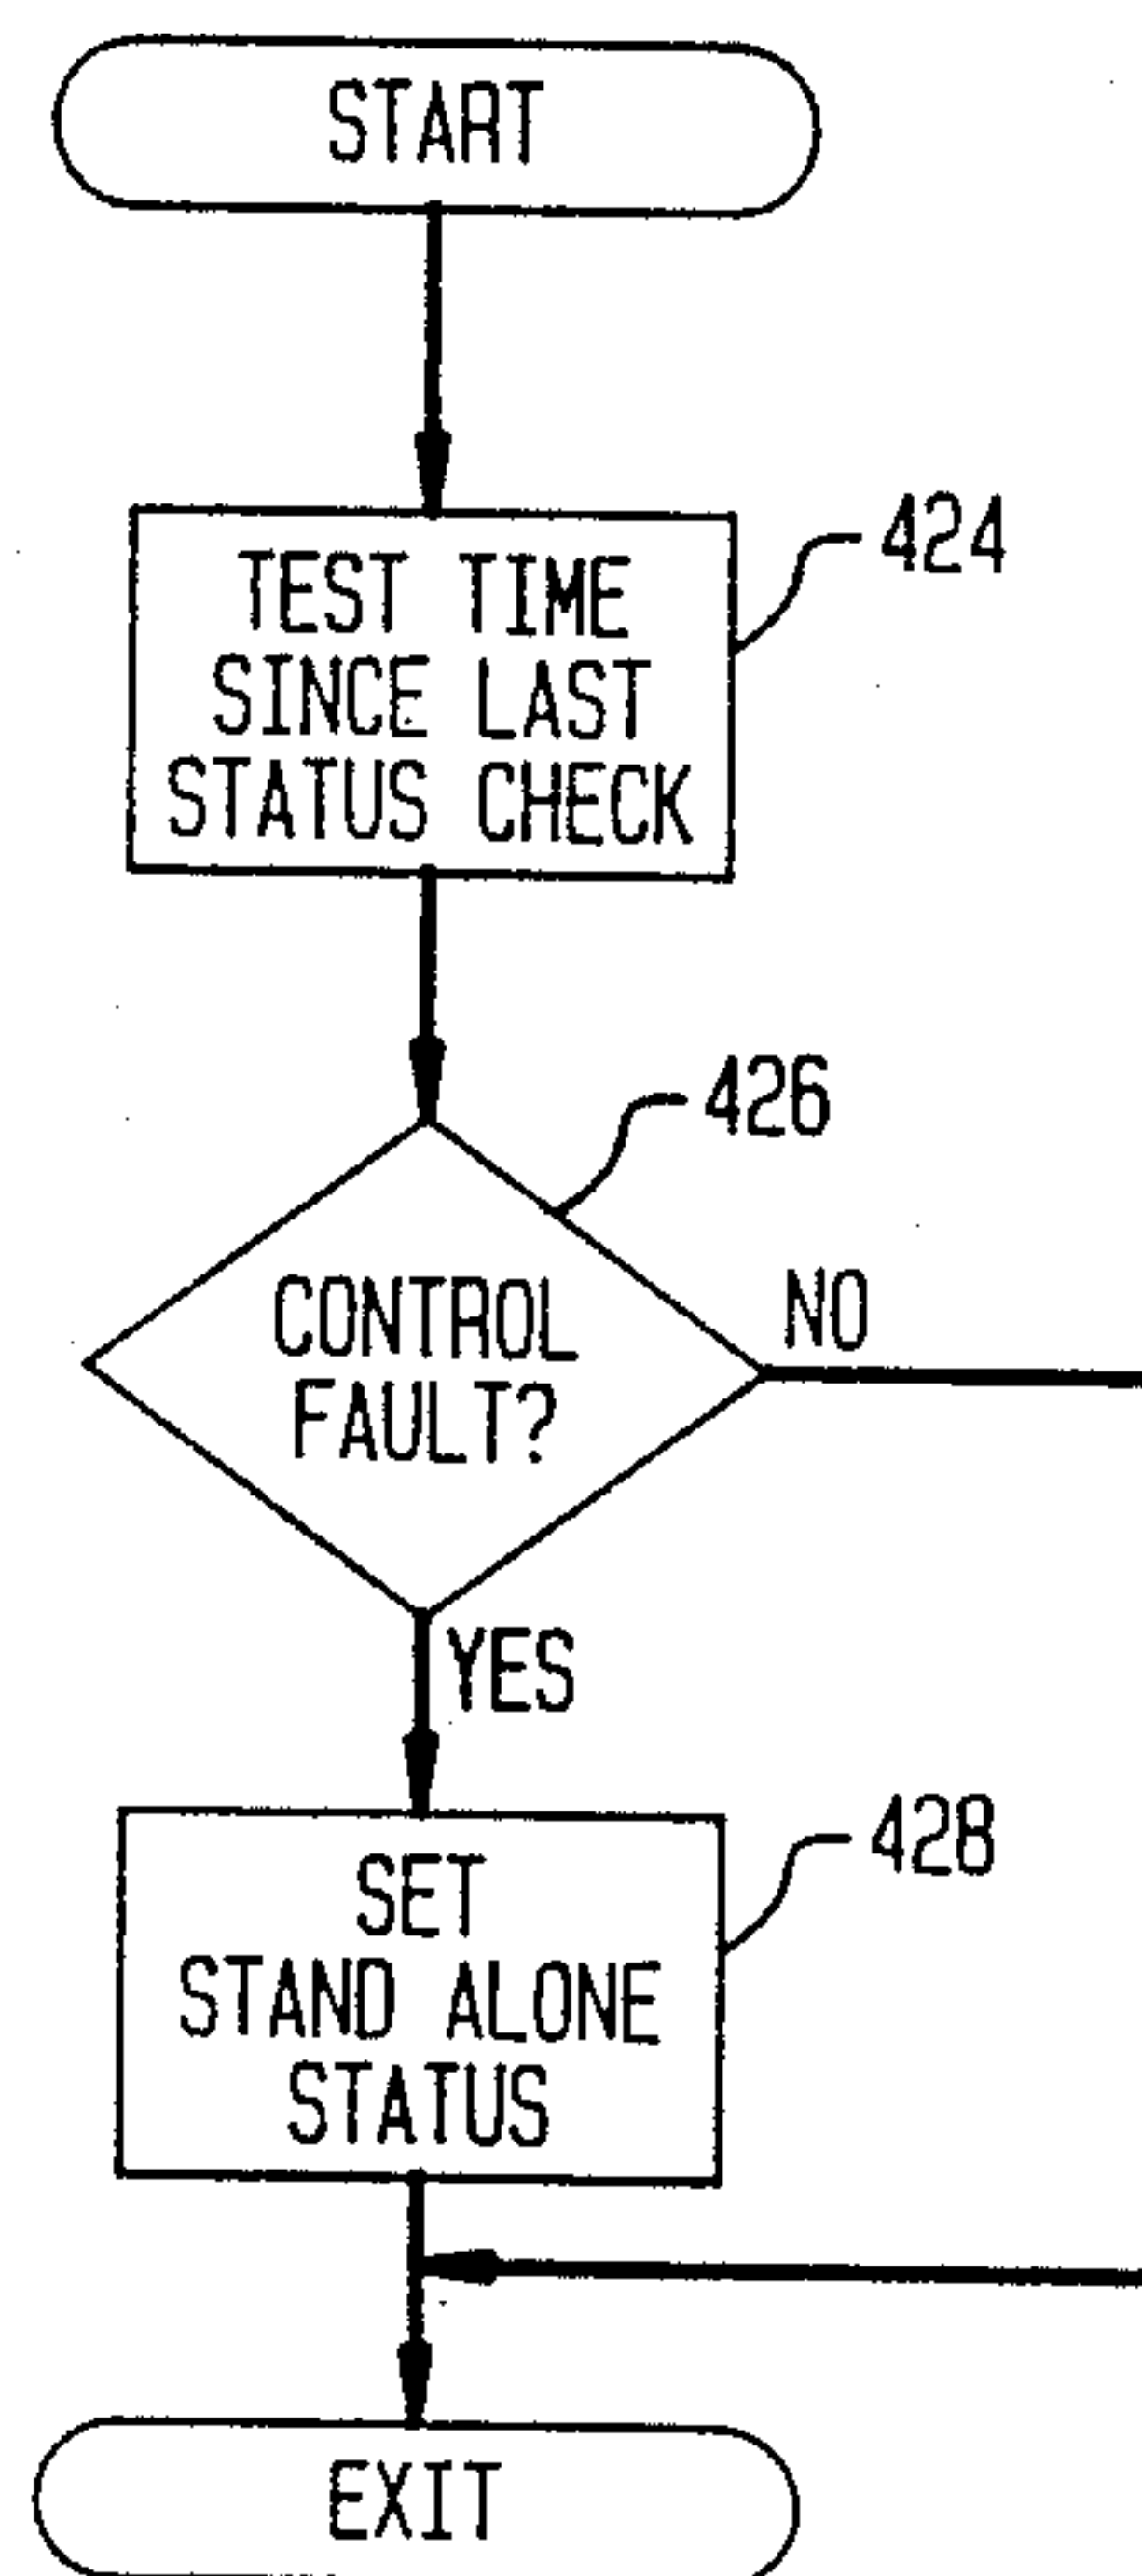 START
TEST TIME
SINCE LAST
STATUS CHECK
424
426
CONTROL
FAULT?
NO
YES
SET
STAND ALONE
STATUS
428
EXIT